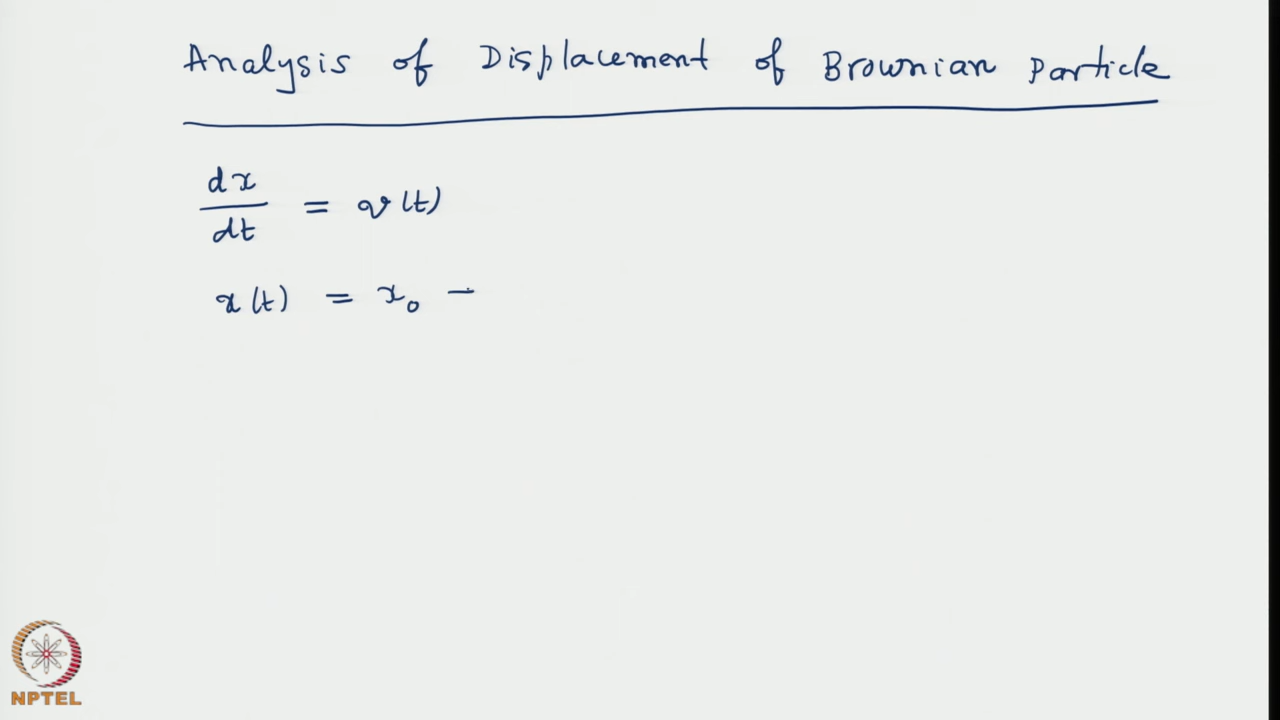 Analysis of Displacement of Brownian Particle
dx/dt = v(t)
x(t) = x₀ −
NPTEL